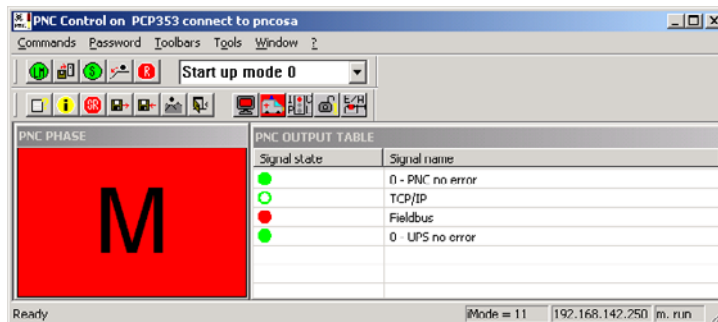 PNC Control on PCP353 connect to pncosa
Commands Password Toolbars Tools Window ?
LM S R Start up mode 0
i SR E/H
PNC PHASE PNC OUTPUT TABLE
Signal state Signal name
0 - PNC no error
TCP/IP
Fieldbus
0 - UPS no error
M
Ready iMode = 11 192.168.142.250 m. run